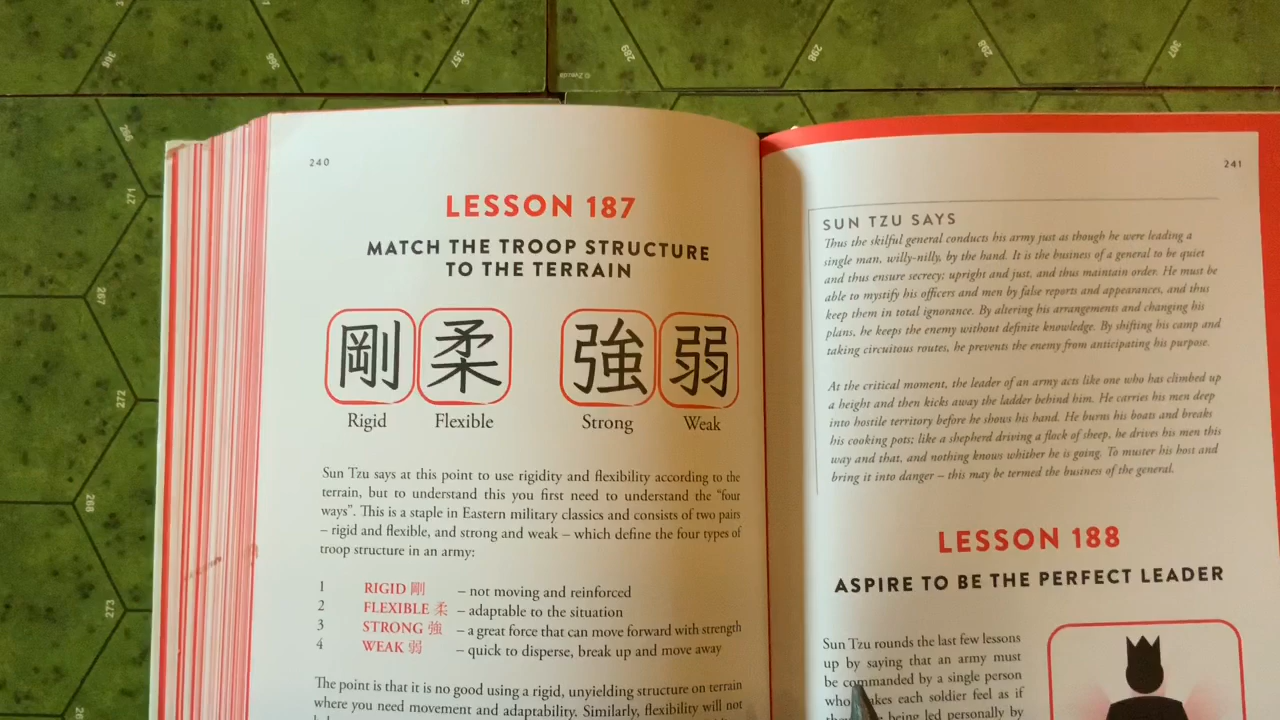 240
LESSON 187
MATCH THE TROOP STRUCTURE
TO THE TERRAIN
剛 柔 強 弱
Rigid Flexible Strong Weak
Sun Tzu says at this point to use rigidity and flexibility according to the
terrain, but to understand this you first need to understand the “four
ways”. This is a staple in Eastern military classics and consists of two pairs
– rigid and flexible, and strong and weak – which define the four types of
troop structure in an army:
1 RIGID 剛 – not moving and reinforced
2 FLEXIBLE 柔 – adaptable to the situation
3 STRONG 強 – a great force that can move forward with strength
4 WEAK 弱 – quick to disperse, break up and move away
The point is that it is no good using a rigid, unyielding structure on terrain
where you need movement and adaptability. Similarly, flexibility will not
241
SUN TZU SAYS
Thus the skilful general conducts his army just as though he were leading a
single man, willy-nilly, by the hand. It is the business of a general to be quiet
and thus ensure secrecy; upright and just, and thus maintain order. He must be
able to mystify his officers and men by false reports and appearances, and thus
keep them in total ignorance. By altering his arrangements and changing his
plans, he keeps the enemy without definite knowledge. By shifting his camp and
taking circuitous routes, he prevents the enemy from anticipating his purpose.
At the critical moment, the leader of an army acts like one who has climbed up
a height and then kicks away the ladder behind him. He carries his men deep
into hostile territory before he shows his hand. He burns his boats and breaks
his cooking pots; like a shepherd driving a flock of sheep, he drives his men this
way and that, and nothing knows whither he is going. To muster his host and
bring it into danger – this may be termed the business of the general.
LESSON 188
ASPIRE TO BE THE PERFECT LEADER
Sun Tzu rounds the last few lessons
up by saying that an army must
be commanded by a single person
who makes each soldier feel as if
being led personally by
366
366
357
289
© Zvezda
298
298
307
271
267
272
268
273